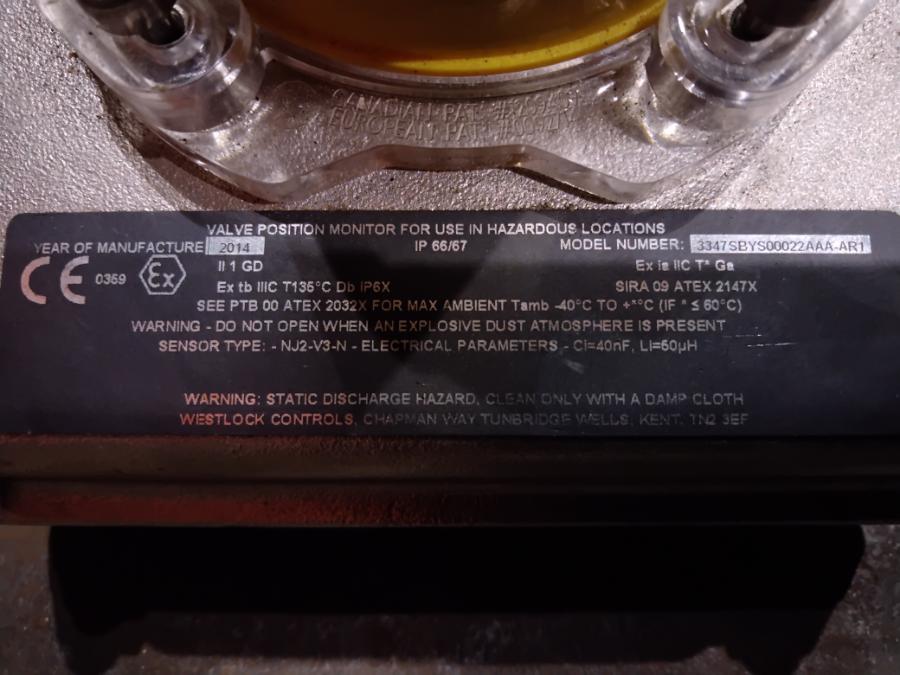 CANADIAN PAT.
EUROPEAN PAT.
VALVE POSITION MONITOR FOR USE IN HAZARDOUS LOCATIONS
YEAR OF MANUFACTURE 2014 IP 66/67 MODEL NUMBER: 3347SBYS00022AAA-AR1
CE 0359 Ex II 1 GD Ex ia IIC T* Ga
Ex tb IIIC T135°C Db IP6X SIRA 09 ATEX 2147X
SEE PTB 00 ATEX 2032X FOR MAX AMBIENT Tamb -40°C TO +*°C (IF * ≤ 60°C)
WARNING - DO NOT OPEN WHEN AN EXPLOSIVE DUST ATMOSPHERE IS PRESENT
SENSOR TYPE: - NJ2-V3-N - ELECTRICAL PARAMETERS - Ci=40nF, Li=50µH
WARNING: STATIC DISCHARGE HAZARD, CLEAN ONLY WITH A DAMP CLOTH
WESTLOCK CONTROLS, CHAPMAN WAY TUNBRIDGE WELLS, KENT. TN2 3EF